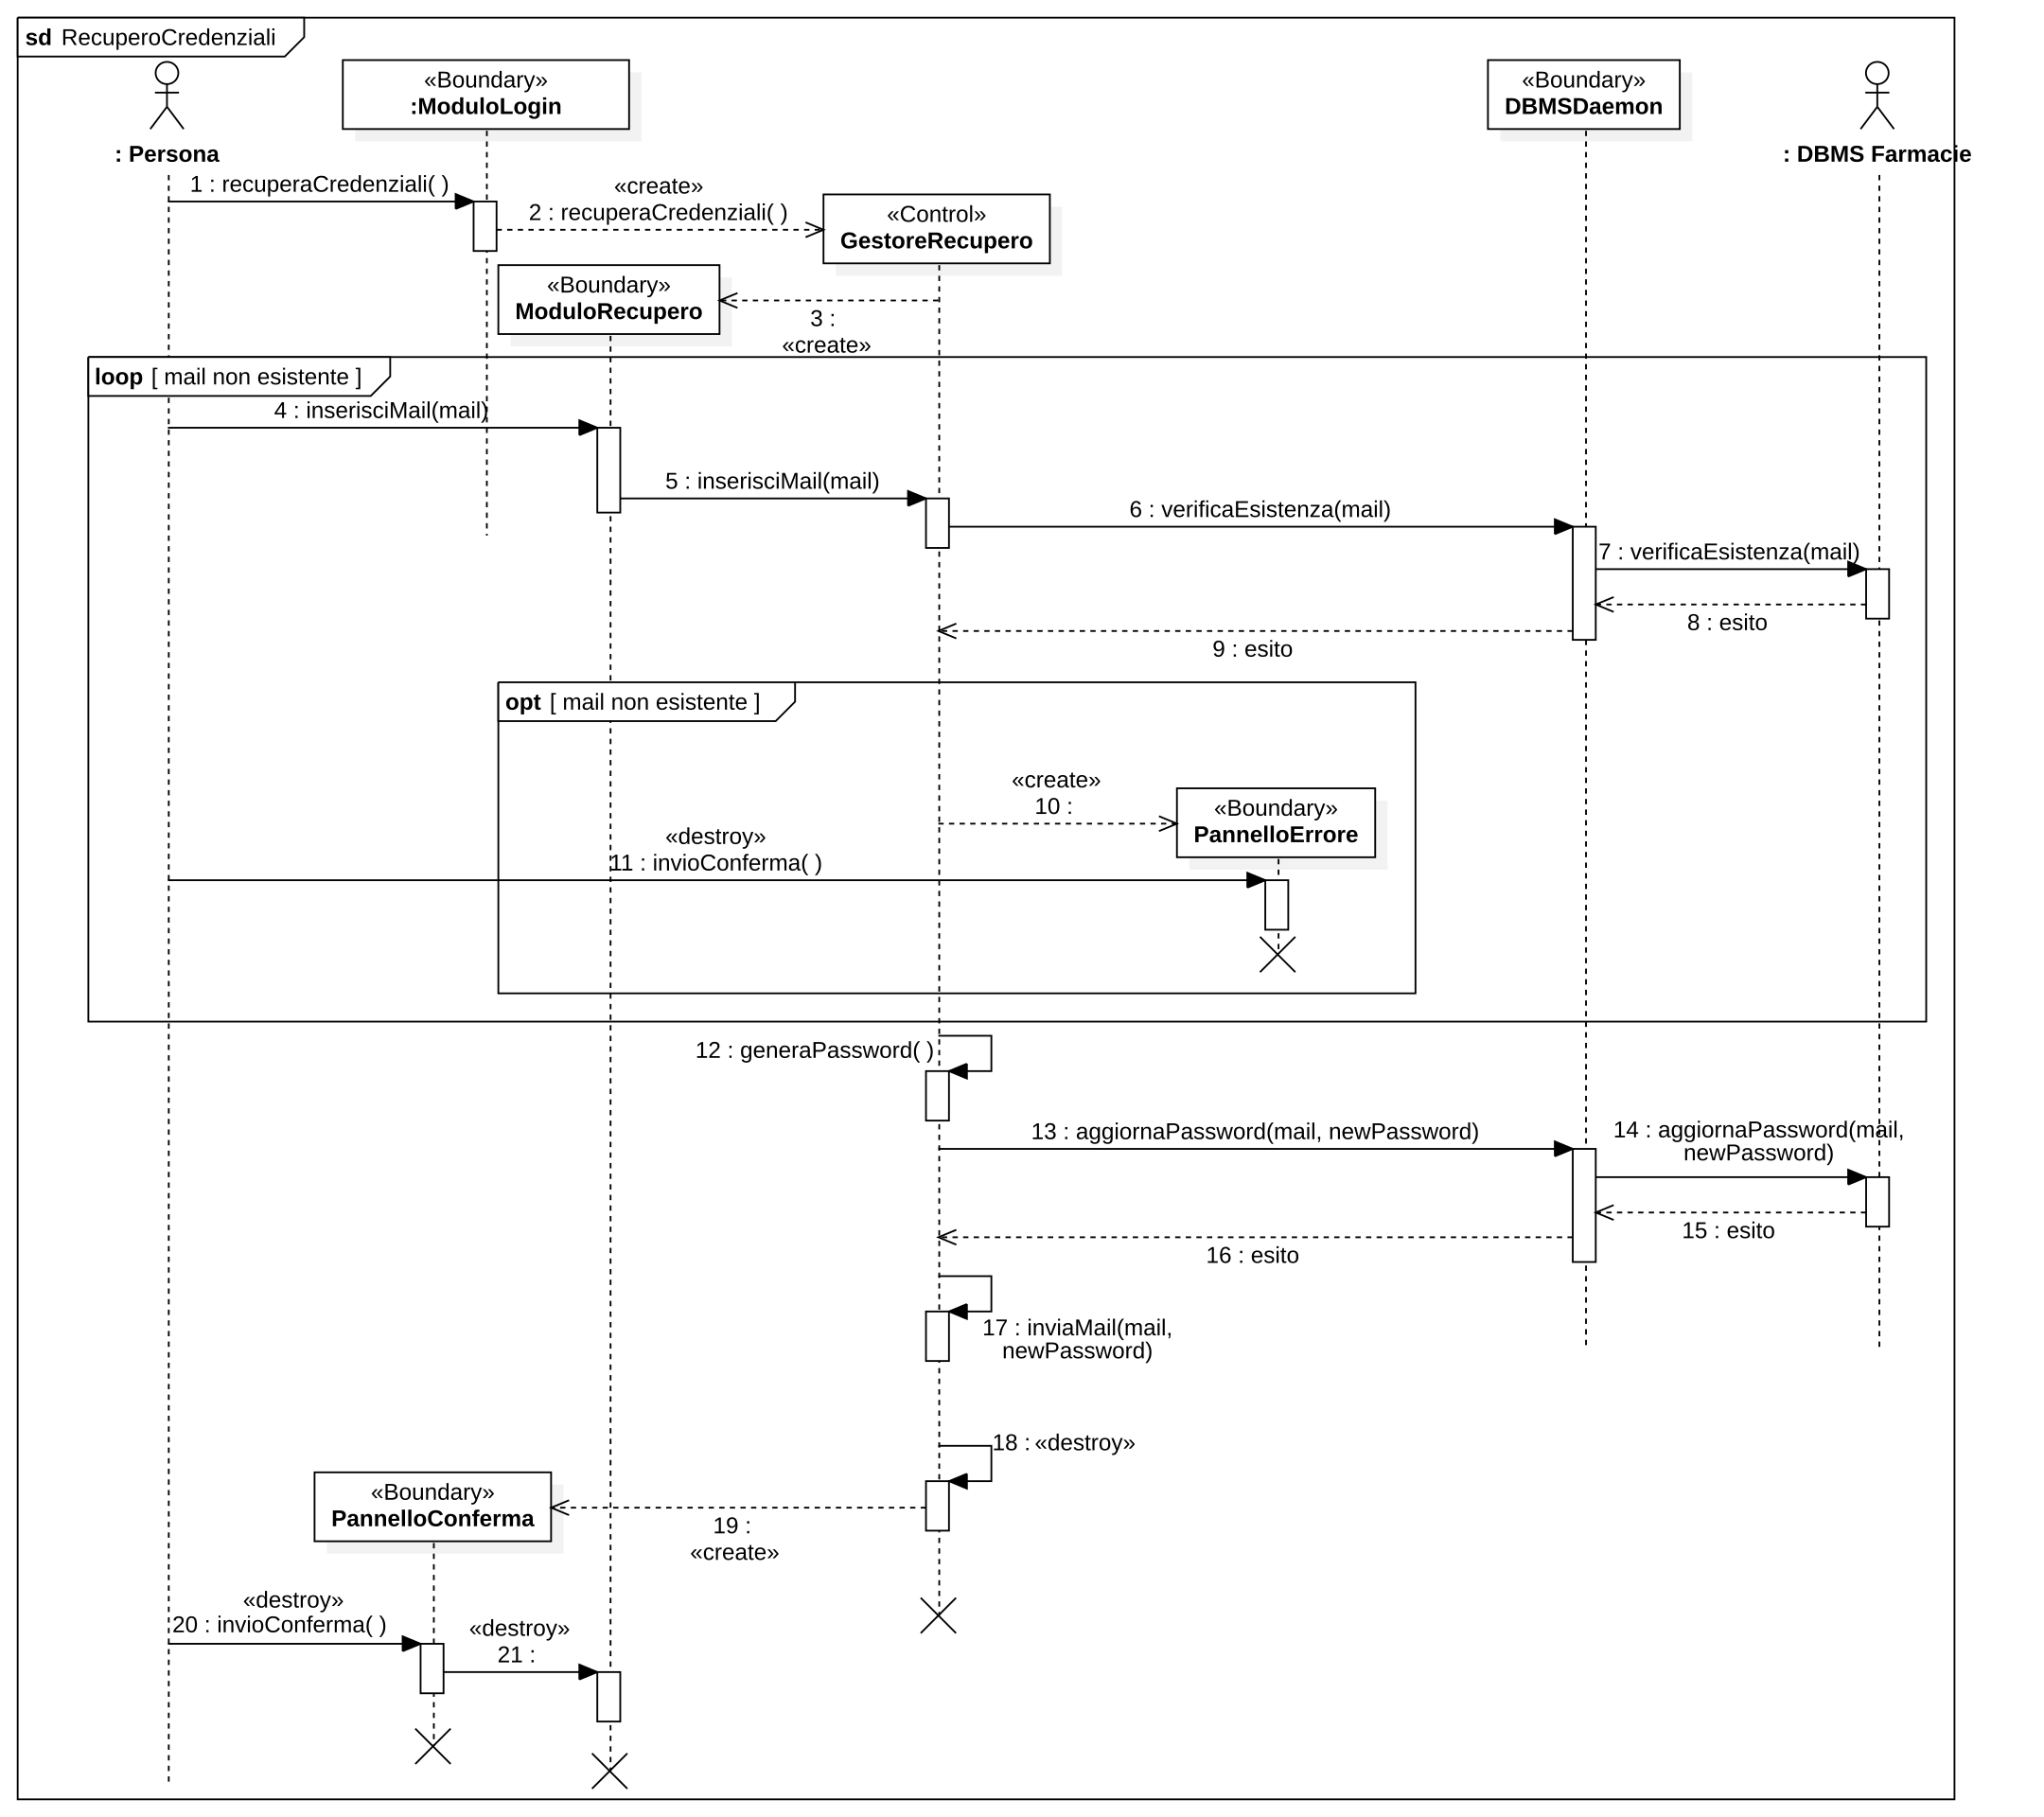 sd RecuperoCredenziali
«Boundary»
:ModuloLogin
«Boundary»
DBMSDaemon
: Persona
: DBMS Farmacie
1 : recuperaCredenziali( )
«create»
2 : recuperaCredenziali( )
«Control»
GestoreRecupero
«Boundary»
ModuloRecupero
3 :
«create»
loop [ mail non esistente ]
4 : inserisciMail(mail)
5 : inserisciMail(mail)
6 : verificaEsistenza(mail)
7 : verificaEsistenza(mail)
8 : esito
9 : esito
opt [ mail non esistente ]
«create»
10 :
«Boundary»
PannelloErrore
«destroy»
11 : invioConferma( )
12 : generaPassword( )
13 : aggiornaPassword(mail, newPassword)
14 : aggiornaPassword(mail,
newPassword)
15 : esito
16 : esito
17 : inviaMail(mail,
newPassword)
18 : «destroy»
«Boundary»
PannelloConferma
19 :
«create»
«destroy»
20 : invioConferma( )
«destroy»
21 :